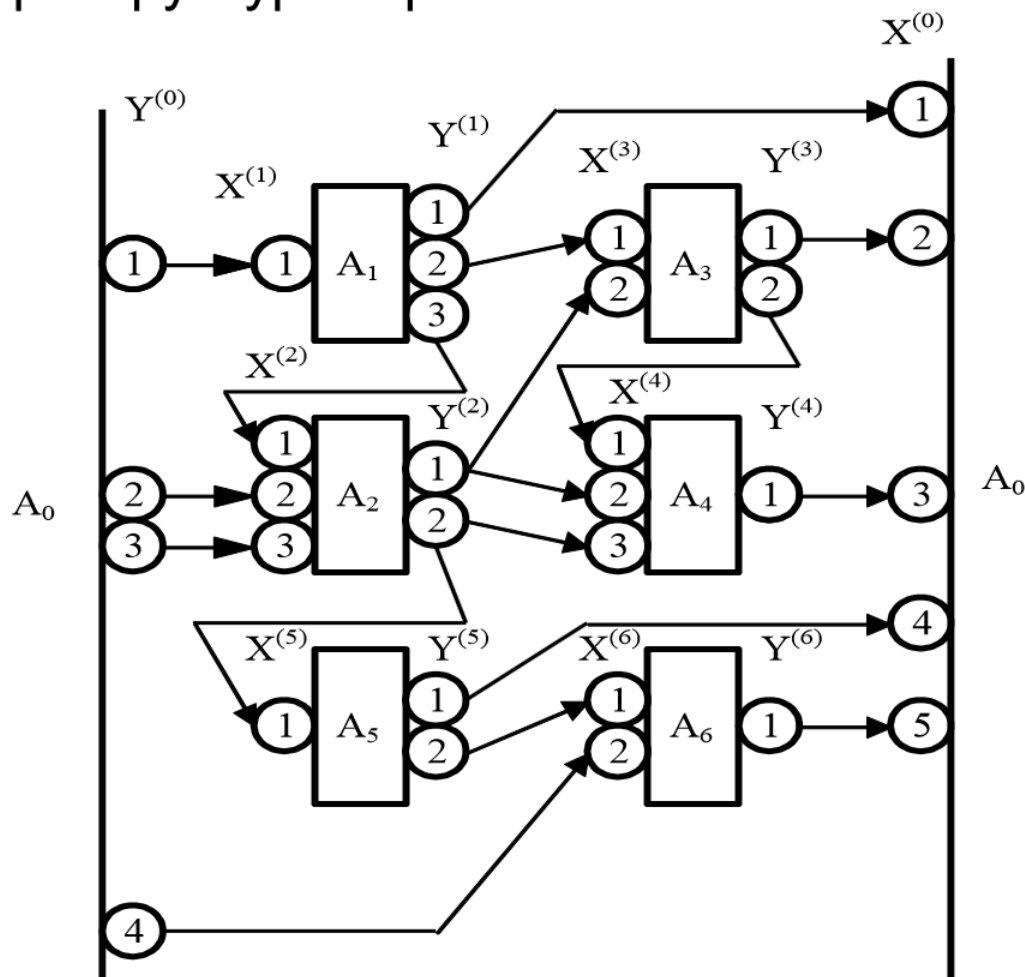 X⁽⁰⁾
Y⁽⁰⁾
1
Y⁽¹⁾
X⁽³⁾ Y⁽³⁾
X⁽¹⁾
1 1 A₁ 1 2 3
1 2 A₃ 1 2 2
X⁽²⁾
X⁽⁴⁾ Y⁽⁴⁾
Y⁽²⁾
A₀ 2 3 1 2 3 A₂ 1 2
1 2 3 A₄ 1 3 A₀
4
X⁽⁵⁾ Y⁽⁵⁾ X⁽⁶⁾ Y⁽⁶⁾
1 A₅ 1 2
1 2 A₆ 1 5
4